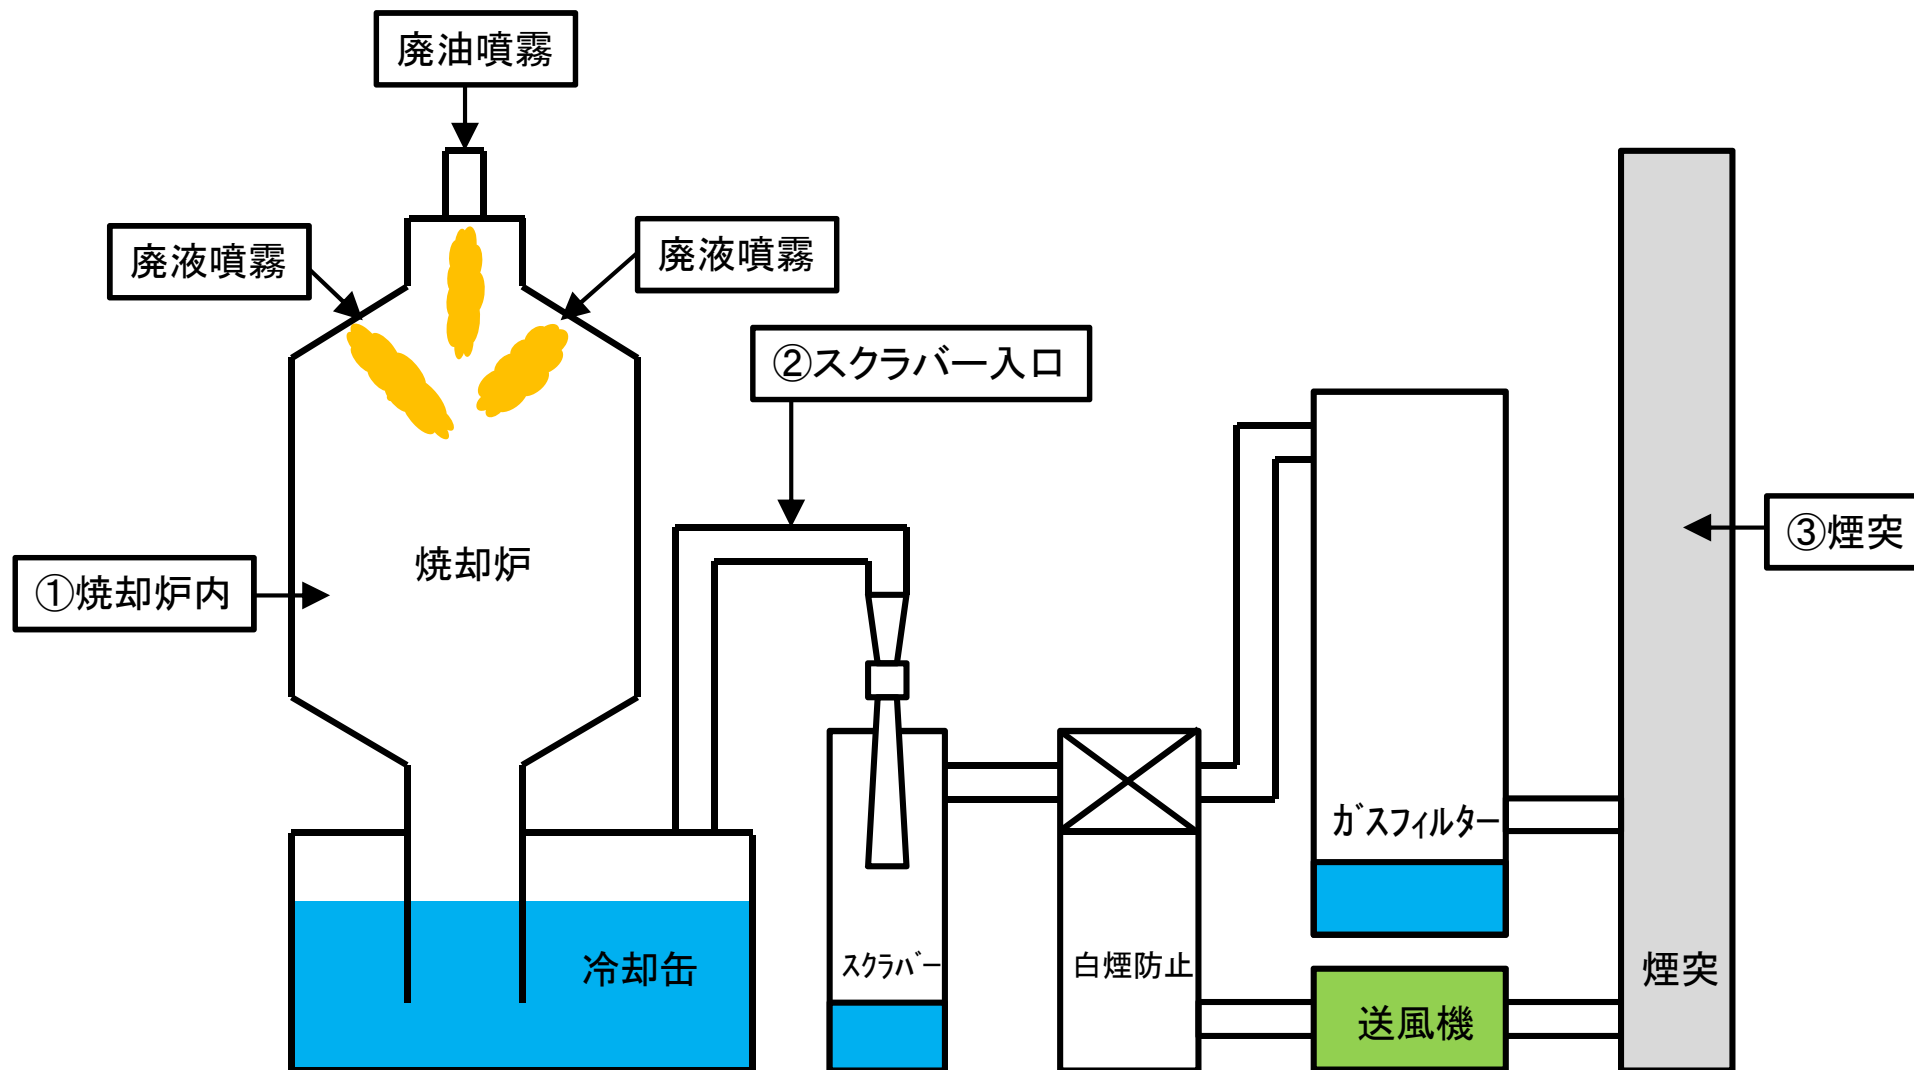 廃油噴霧
廃液噴霧
廃液噴霧
②スクラバー入口
③煙突
①焼却炉内
焼却炉
ｶﾞｽﾌｨﾙﾀｰ
冷却缶
ｽｸﾗﾊﾞｰ
白煙防止
煙突
送風機